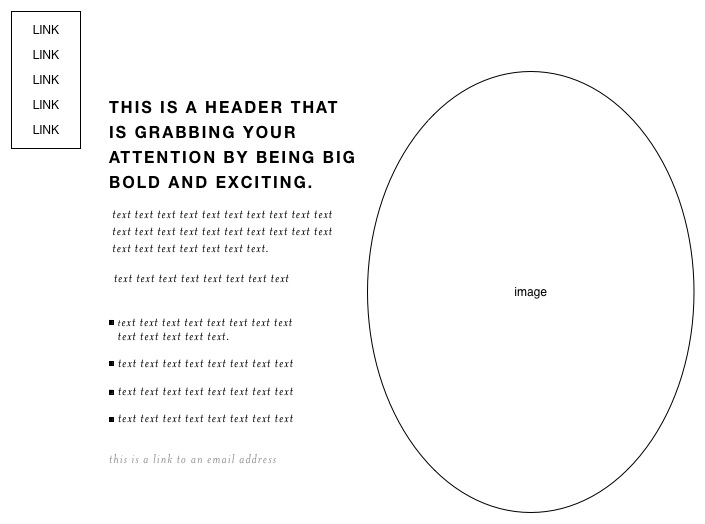 LINK
LINK
LINK
LINK
LINK
THIS IS A HEADER THAT
IS GRABBING YOUR
ATTENTION BY BEING BIG
BOLD AND EXCITING.
text text text text text text text text text text
text text text text text text text text text text
text text text text text text text.
text text text text text text text text
text text text text text text text text
text text text text text.
text text text text text text text text
text text text text text text text text
text text text text text text text text
this is a link to an email address
image